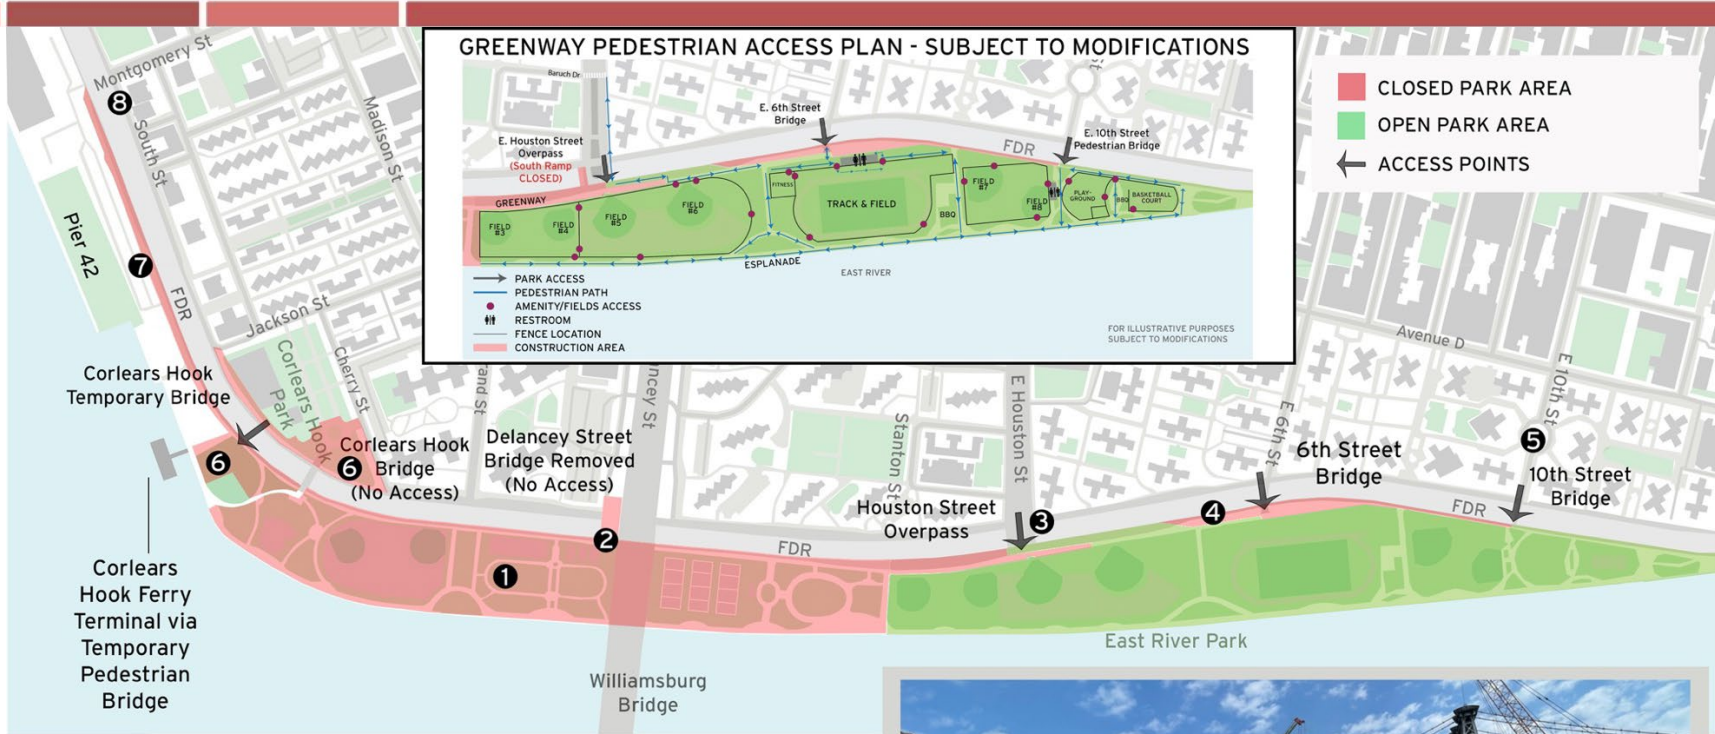 GREENWAY PEDESTRIAN ACCESS PLAN - SUBJECT TO MODIFICATIONS
Baruch Dr
E. Houston Street
Overpass
(South Ramp
CLOSED)
E. 6th Street
Bridge
St
E. 10th Street
Pedestrian Bridge
FDR
GREENWAY
FIELD
#3
FIELD
#4
FIELD
#5
FIELD
#6
FITNESS
TRACK & FIELD
BBQ
FIELD
#7
FIELD
#8
PLAY-
GROUND
BBQ
BASKETBALL
COURT
ESPLANADE
EAST RIVER
PARK ACCESS
PEDESTRIAN PATH
AMENITY/FIELDS ACCESS
RESTROOM
FENCE LOCATION
CONSTRUCTION AREA
FOR ILLUSTRATIVE PURPOSES
SUBJECT TO MODIFICATIONS
CLOSED PARK AREA
OPEN PARK AREA
ACCESS POINTS
Montgomery St
8
South St
Madison St
Pier 42
7
FDR
Jackson St
Corlears Hook
Park
Cherry St
Corlears Hook
Temporary Bridge
6
6
Corlears Hook
Bridge
(No Access)
rand St
Delancey Street
Bridge Removed
(No Access)
ncey St
2
1
FDR
Stanton St
Houston Street
Overpass
E Houston St
3
4
E 6th St
6th Street
Bridge
Avenue D
E 10th St
5
10th Street
Bridge
FDR
East River Park
Williamsburg
Bridge
Corlears
Hook Ferry
Terminal via
Temporary
Pedestrian
Bridge